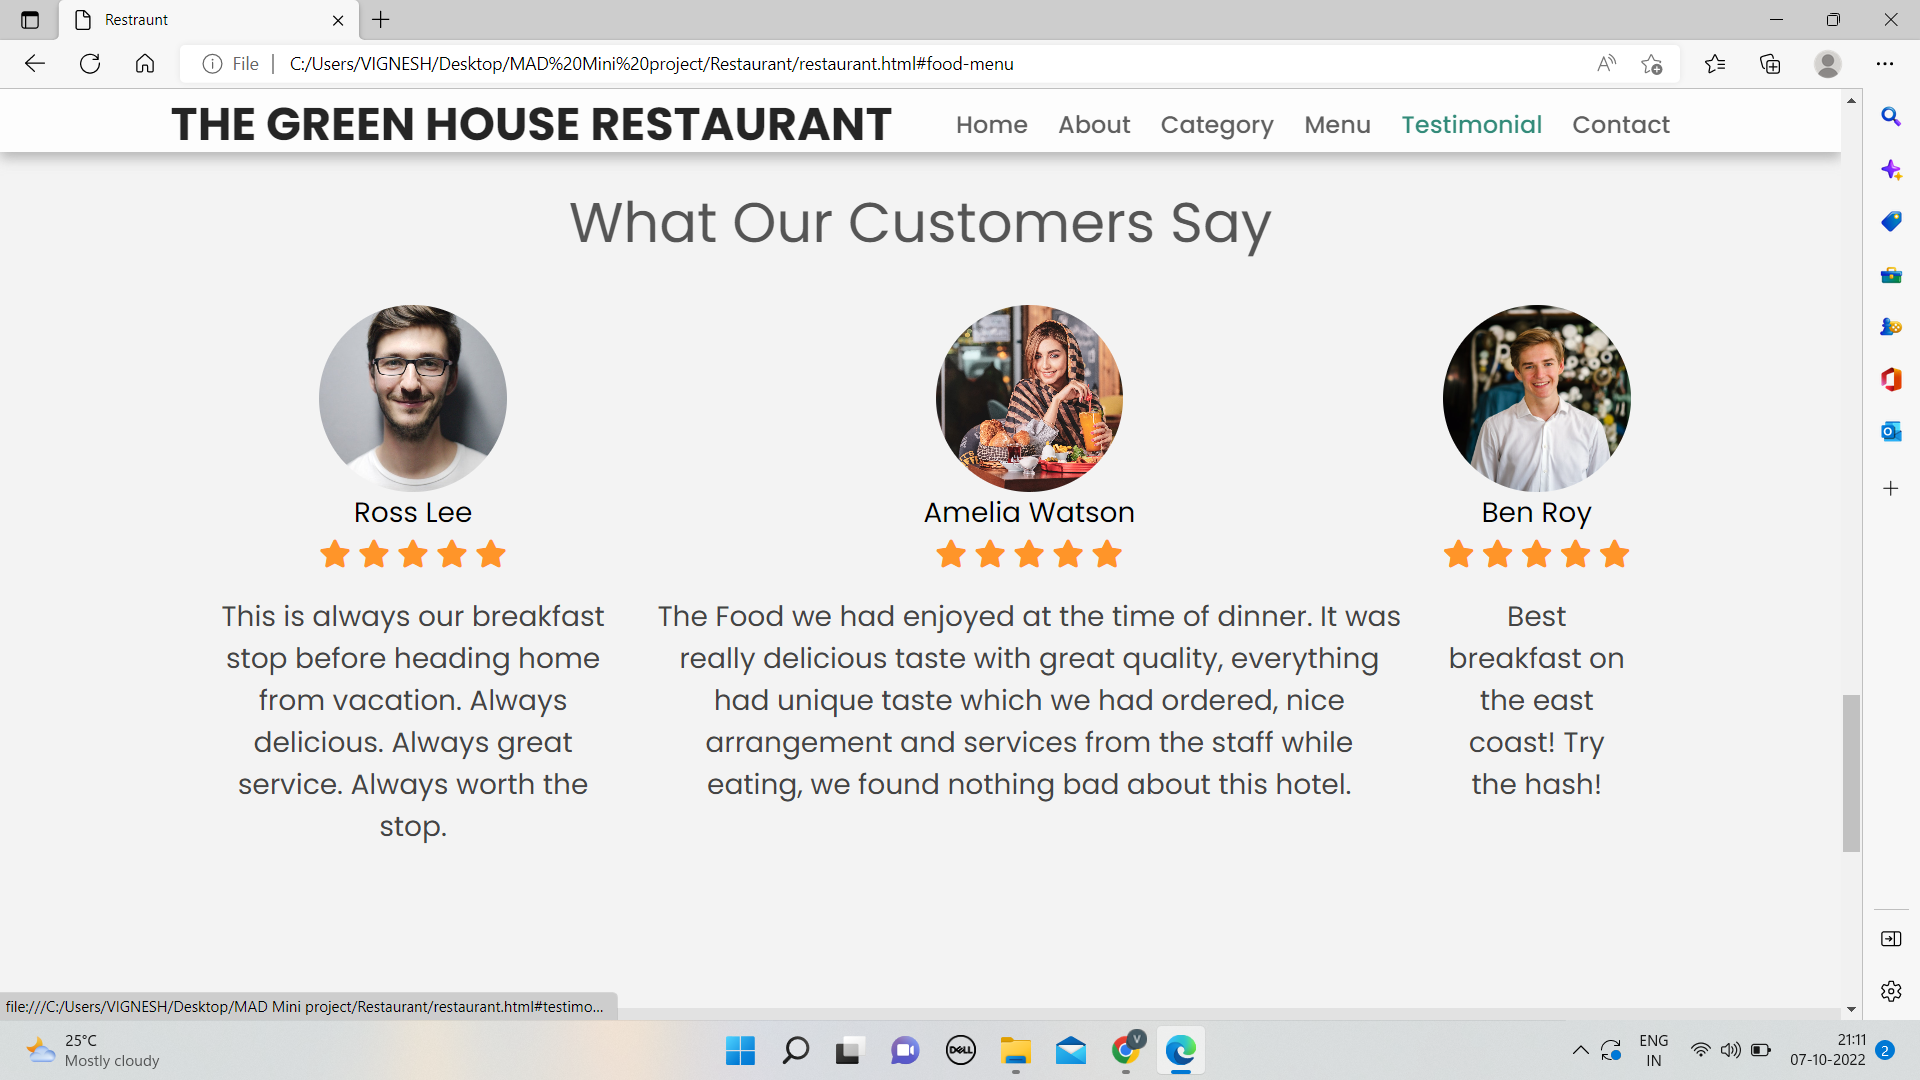 Restraunt
File
C:/Users/VIGNESH/Desktop/MAD%20Mini%20project/Restaurant/restaurant.html#food-menu
THE GREEN HOUSE RESTAURANT
Home About Category Menu Testimonial Contact
What Our Customers Say
Ross Lee
This is always our breakfast
stop before heading home
from vacation. Always
delicious. Always great
service. Always worth the
stop.
Amelia Watson
The Food we had enjoyed at the time of dinner. It was
really delicious taste with great quality, everything
had unique taste which we had ordered, nice
arrangement and services from the staff while
eating, we found nothing bad about this hotel.
Ben Roy
Best
breakfast on
the east
coast! Try
the hash!
file:///C:/Users/VIGNESH/Desktop/MAD Mini project/Restaurant/restaurant.html#testimo...
25°C
Mostly cloudy
DELL
V
ENG
IN
21:11
07-10-2022
2